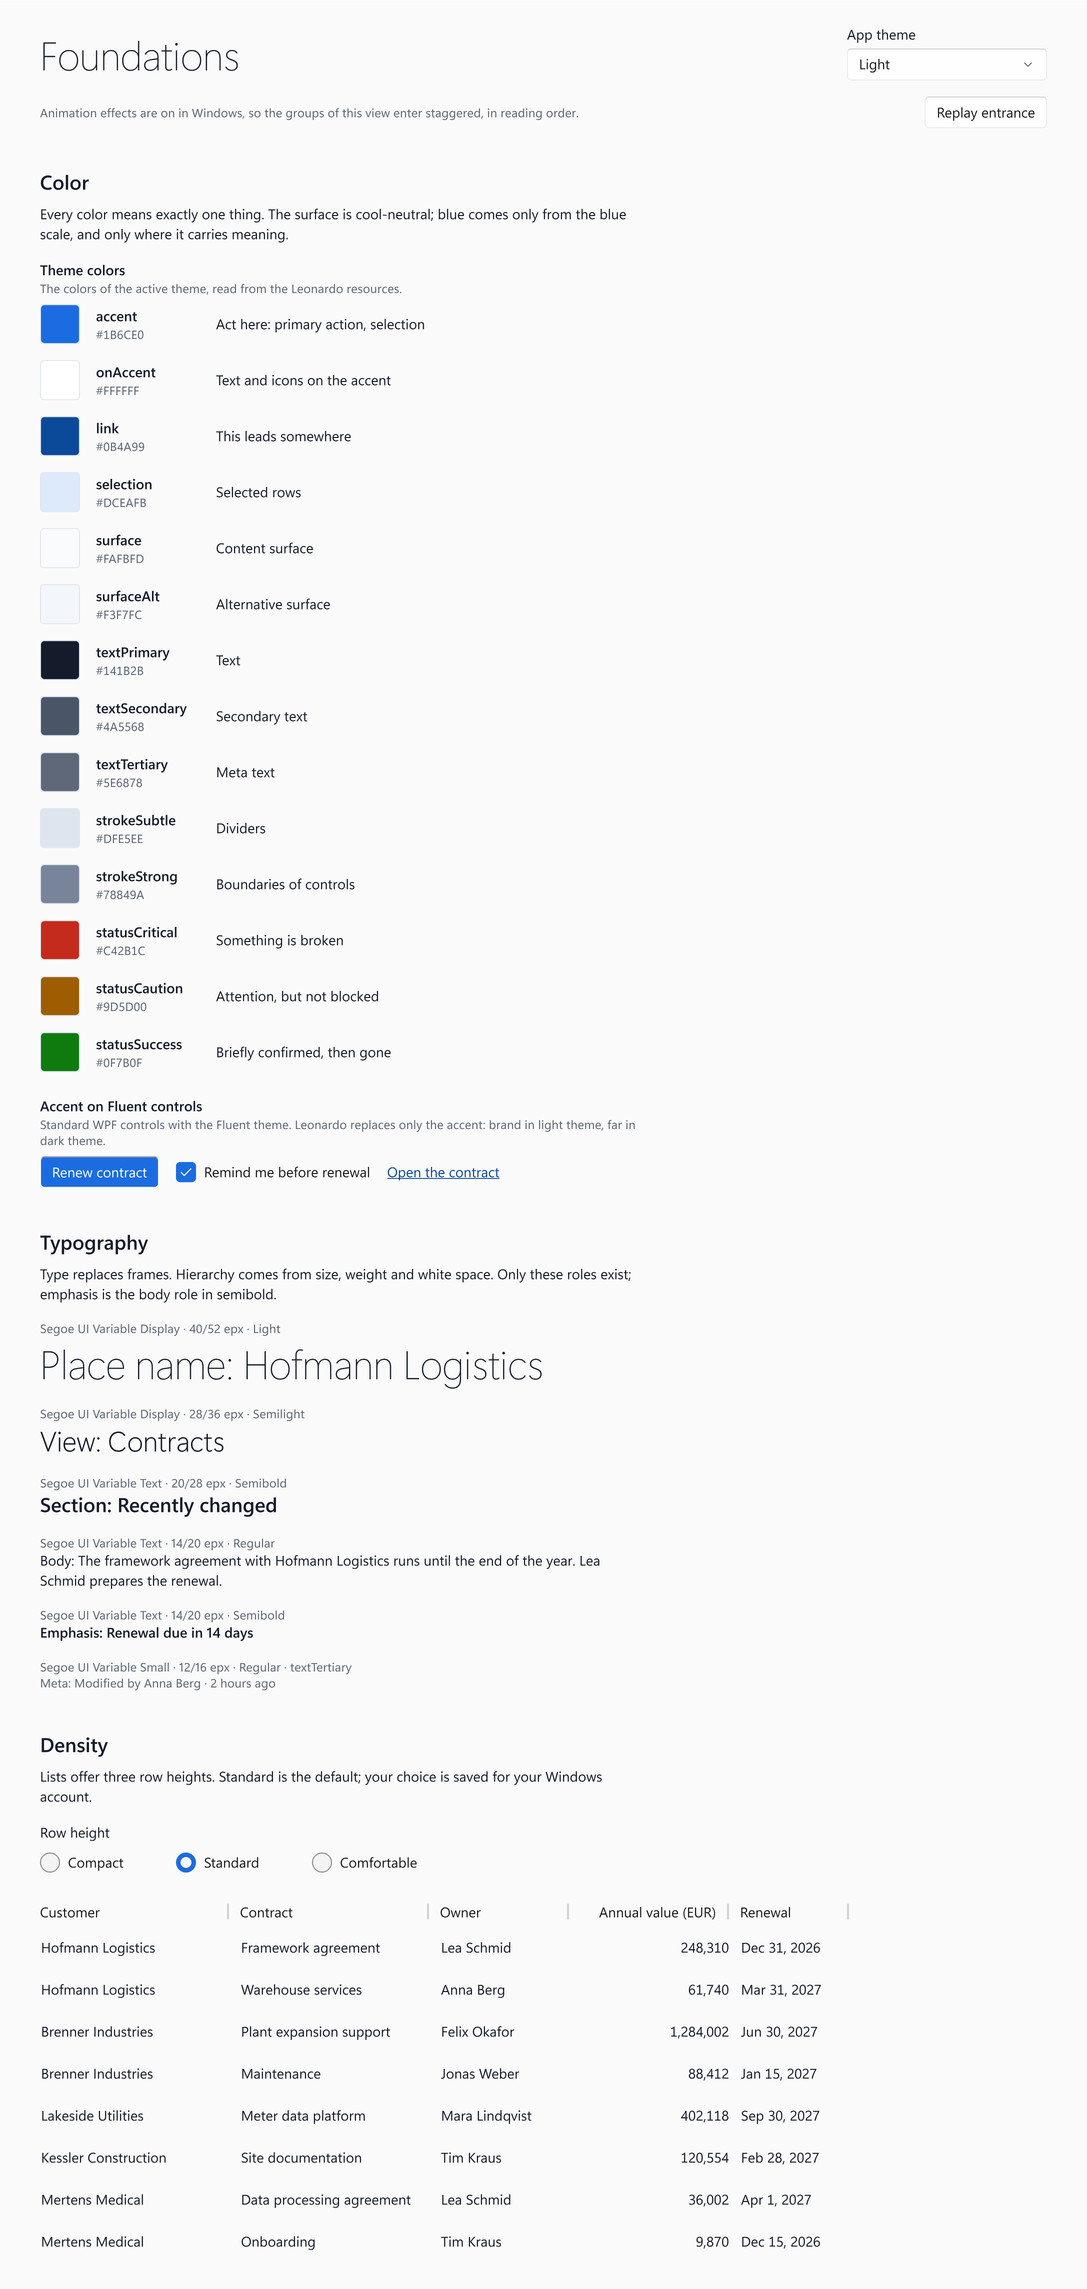 Foundations
App theme
Light
Animation effects are on in Windows, so the groups of this view enter staggered, in reading order.
Replay entrance
Color
Every color means exactly one thing. The surface is cool-neutral; blue comes only from the blue
scale, and only where it carries meaning.
Theme colors
The colors of the active theme, read from the Leonardo resources.
accent
#1B6CE0
Act here: primary action, selection
onAccent
#FFFFFF
Text and icons on the accent
link
#0B4A99
This leads somewhere
selection
#DCEAFB
Selected rows
surface
#FAFBFD
Content surface
surfaceAlt
#F3F7FC
Alternative surface
textPrimary
#141B2B
Text
textSecondary
#4A5568
Secondary text
textTertiary
#5E6878
Meta text
strokeSubtle
#DFE5EE
Dividers
strokeStrong
#78849A
Boundaries of controls
statusCritical
#C42B1C
Something is broken
statusCaution
#9D5D00
Attention, but not blocked
statusSuccess
#0F7B0F
Briefly confirmed, then gone
Accent on Fluent controls
Standard WPF controls with the Fluent theme. Leonardo replaces only the accent: brand in light theme, far in
dark theme.
Renew contract
Remind me before renewal
Open the contract
Typography
Type replaces frames. Hierarchy comes from size, weight and white space. Only these roles exist;
emphasis is the body role in semibold.
Segoe UI Variable Display · 40/52 epx · Light
Place name: Hofmann Logistics
Segoe UI Variable Display · 28/36 epx · Semilight
View: Contracts
Segoe UI Variable Text · 20/28 epx · Semibold
Section: Recently changed
Segoe UI Variable Text · 14/20 epx · Regular
Body: The framework agreement with Hofmann Logistics runs until the end of the year. Lea
Schmid prepares the renewal.
Segoe UI Variable Text · 14/20 epx · Semibold
Emphasis: Renewal due in 14 days
Segoe UI Variable Small · 12/16 epx · Regular · textTertiary
Meta: Modified by Anna Berg · 2 hours ago
Density
Lists offer three row heights. Standard is the default; your choice is saved for your Windows
account.
Row height
Compact Standard Comfortable
Customer Contract Owner Annual value (EUR) Renewal
Hofmann Logistics Framework agreement Lea Schmid 248,310 Dec 31, 2026
Hofmann Logistics Warehouse services Anna Berg 61,740 Mar 31, 2027
Brenner Industries Plant expansion support Felix Okafor 1,284,002 Jun 30, 2027
Brenner Industries Maintenance Jonas Weber 88,412 Jan 15, 2027
Lakeside Utilities Meter data platform Mara Lindqvist 402,118 Sep 30, 2027
Kessler Construction Site documentation Tim Kraus 120,554 Feb 28, 2027
Mertens Medical Data processing agreement Lea Schmid 36,002 Apr 1, 2027
Mertens Medical Onboarding Tim Kraus 9,870 Dec 15, 2026